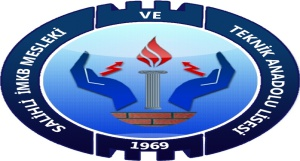 SALİHLİ İMKB MESLEKİ
VE
TEKNİK ANADOLU LİSESİ
1969